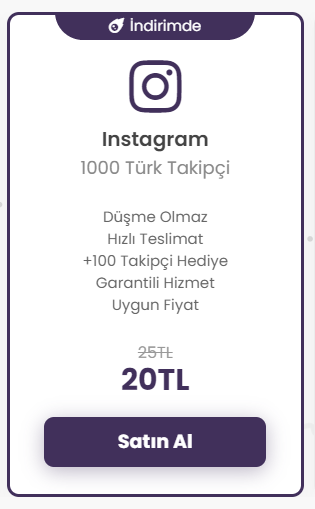 İndirimde
Instagram
1000 Türk Takipçi
Düşme Olmaz
Hızlı Teslimat
+100 Takipçi Hediye
Garantili Hizmet
Uygun Fiyat
25TL
20TL
Satın Al